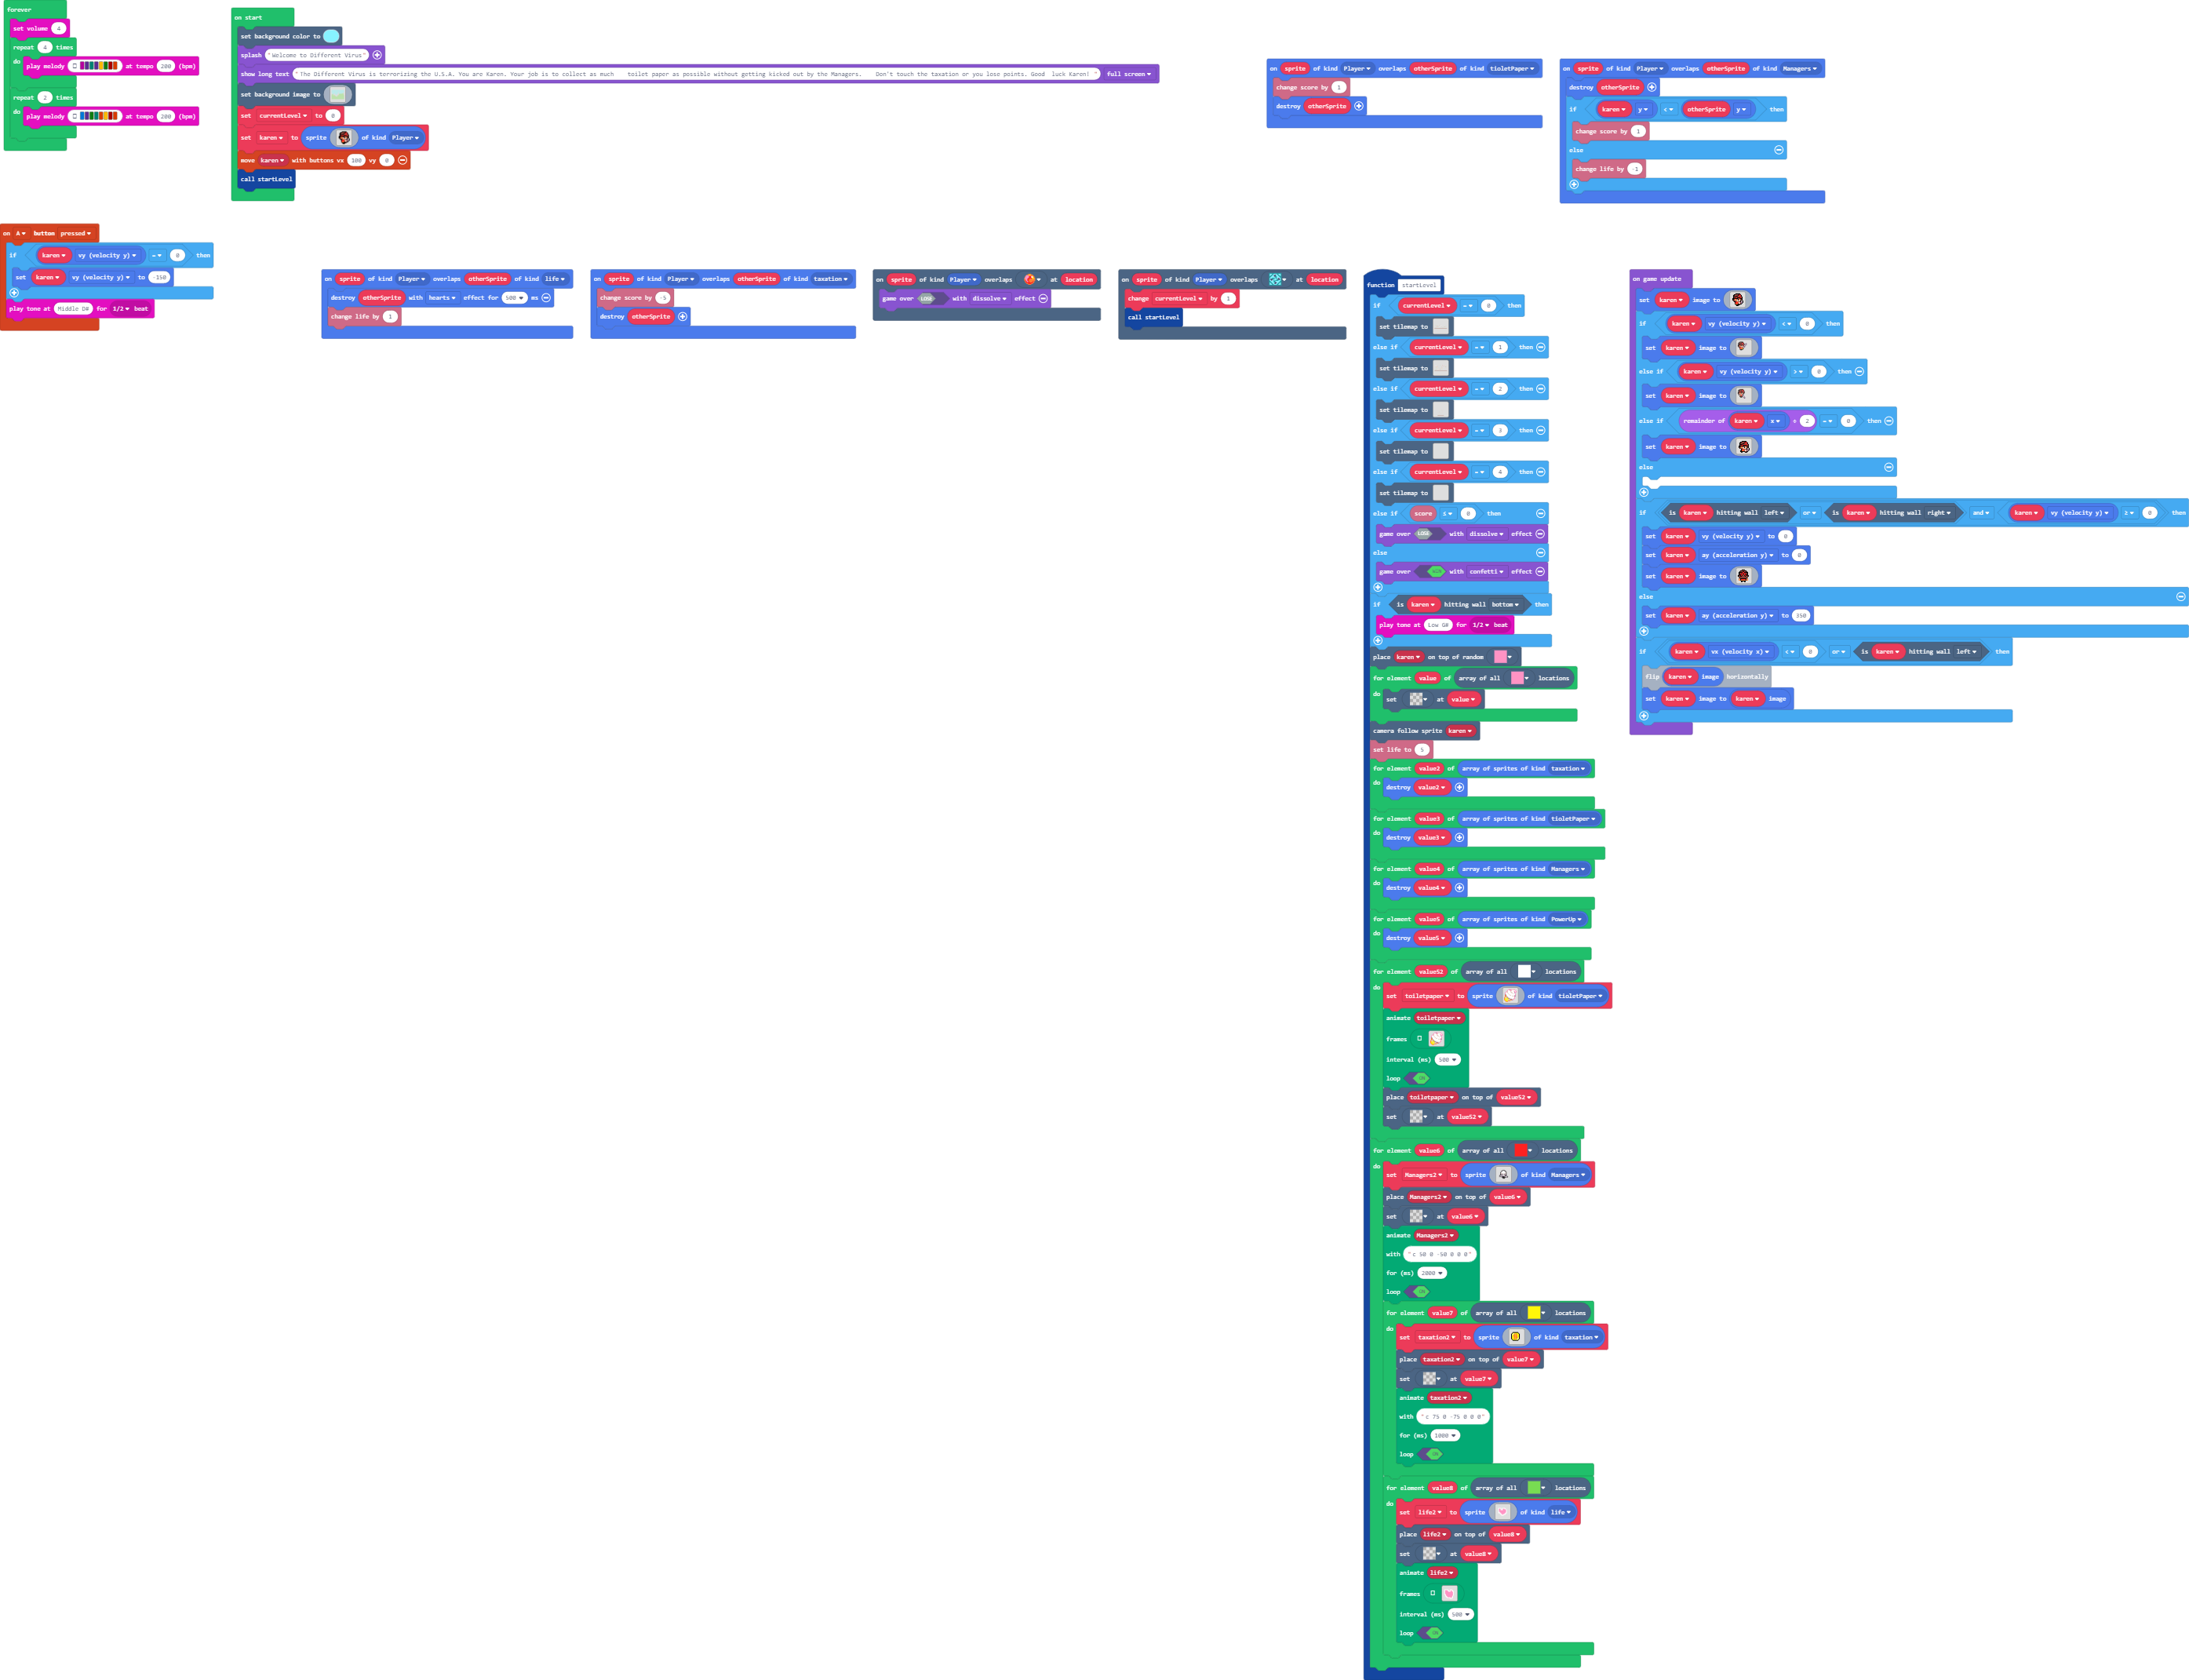 forever
set volume 4
repeat 4 times
do play melody at tempo 200 (bpm)
repeat 2 times
do play melody at tempo 200 (bpm)
on start
set background color to
splash "Welcome to Different Virus"
show long text "The Different Virus is terrorizing the U.S.A. You are Karen. Your job is to collect as much toilet paper as possible without getting kicked out by the Managers. Don't touch the taxation or you lose points. Good luck Karen! " full screen
set background image to
set currentLevel to 0
set karen to sprite of kind Player
move karen with buttons vx 100 vy 0
call startLevel
on sprite of kind Player overlaps otherSprite of kind tioletPaper
change score by 1
destroy otherSprite
on sprite of kind Player overlaps otherSprite of kind Managers
destroy otherSprite
if karen y < otherSprite y then
change score by 1
else
change life by -1
on A button pressed
if karen vy (velocity y) = 0 then
set karen vy (velocity y) to -150
play tone at Middle D# for 1/2 beat
on sprite of kind Player overlaps otherSprite of kind life
destroy otherSprite with hearts effect for 500 ms
change life by 1
on sprite of kind Player overlaps otherSprite of kind taxation
change score by -5
destroy otherSprite
on sprite of kind Player overlaps at location
game over LOSE with dissolve effect
on sprite of kind Player overlaps at location
change currentLevel by 1
call startLevel
function startLevel
if currentLevel = 0 then
set tilemap to
else if currentLevel = 1 then
set tilemap to
else if currentLevel = 2 then
set tilemap to
else if currentLevel = 3 then
set tilemap to
else if currentLevel = 4 then
set tilemap to
else if score ≤ 0 then
game over LOSE with dissolve effect
else
game over WIN with confetti effect
if is karen hitting wall bottom then
play tone at Low G# for 1/2 beat
place karen on top of random
for element value of array of all locations
do set at value
camera follow sprite karen
set life to 5
for element value2 of array of sprites of kind taxation
do destroy value2
for element value3 of array of sprites of kind tioletPaper
do destroy value3
for element value4 of array of sprites of kind Managers
do destroy value4
for element value5 of array of sprites of kind PowerUp
do destroy value5
for element value52 of array of all locations
do set toiletpaper to sprite of kind tioletPaper
animate toiletpaper
frames
interval (ms) 500
loop ON
place toiletpaper on top of value52
set at value52
for element value6 of array of all locations
do set Managers2 to sprite of kind Managers
place Managers2 on top of value6
set at value6
animate Managers2
with "c 50 0 -50 0 0 0"
for (ms) 2000
loop ON
for element value7 of array of all locations
do set taxation2 to sprite of kind taxation
place taxation2 on top of value7
set at value7
animate taxation2
with "c 75 0 -75 0 0 0"
for (ms) 1000
loop ON
for element value8 of array of all locations
do set life2 to sprite of kind life
place life2 on top of value8
set at value8
animate life2
frames
interval (ms) 500
loop ON
on game update
set karen image to
if karen vy (velocity y) < 0 then
set karen image to
else if karen vy (velocity y) > 0 then
set karen image to
else if remainder of karen x ÷ 2 = 0 then
set karen image to
else
if is karen hitting wall left or is karen hitting wall right and karen vy (velocity y) ≥ 0 then
set karen vy (velocity y) to 0
set karen ay (acceleration y) to 0
set karen image to
else
set karen ay (acceleration y) to 350
if karen vx (velocity x) < 0 or is karen hitting wall left then
flip karen image horizontally
set karen image to karen image